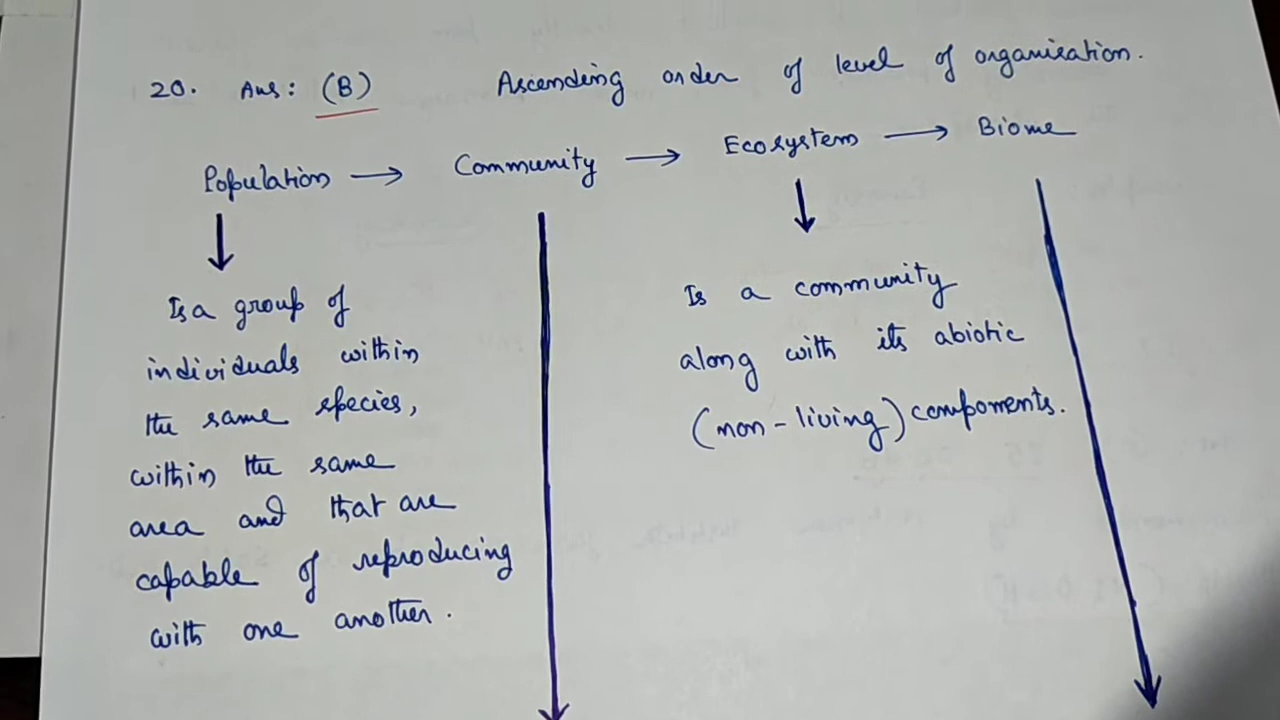 20. Ans: (B) Ascending order of level of organisation.
Population → Community → Ecosystem → Biome
Is a group of
individuals within
the same species,
within the same
area and that are
capable of reproducing
with one another.
Is a community
along with its abiotic
(non-living) components.